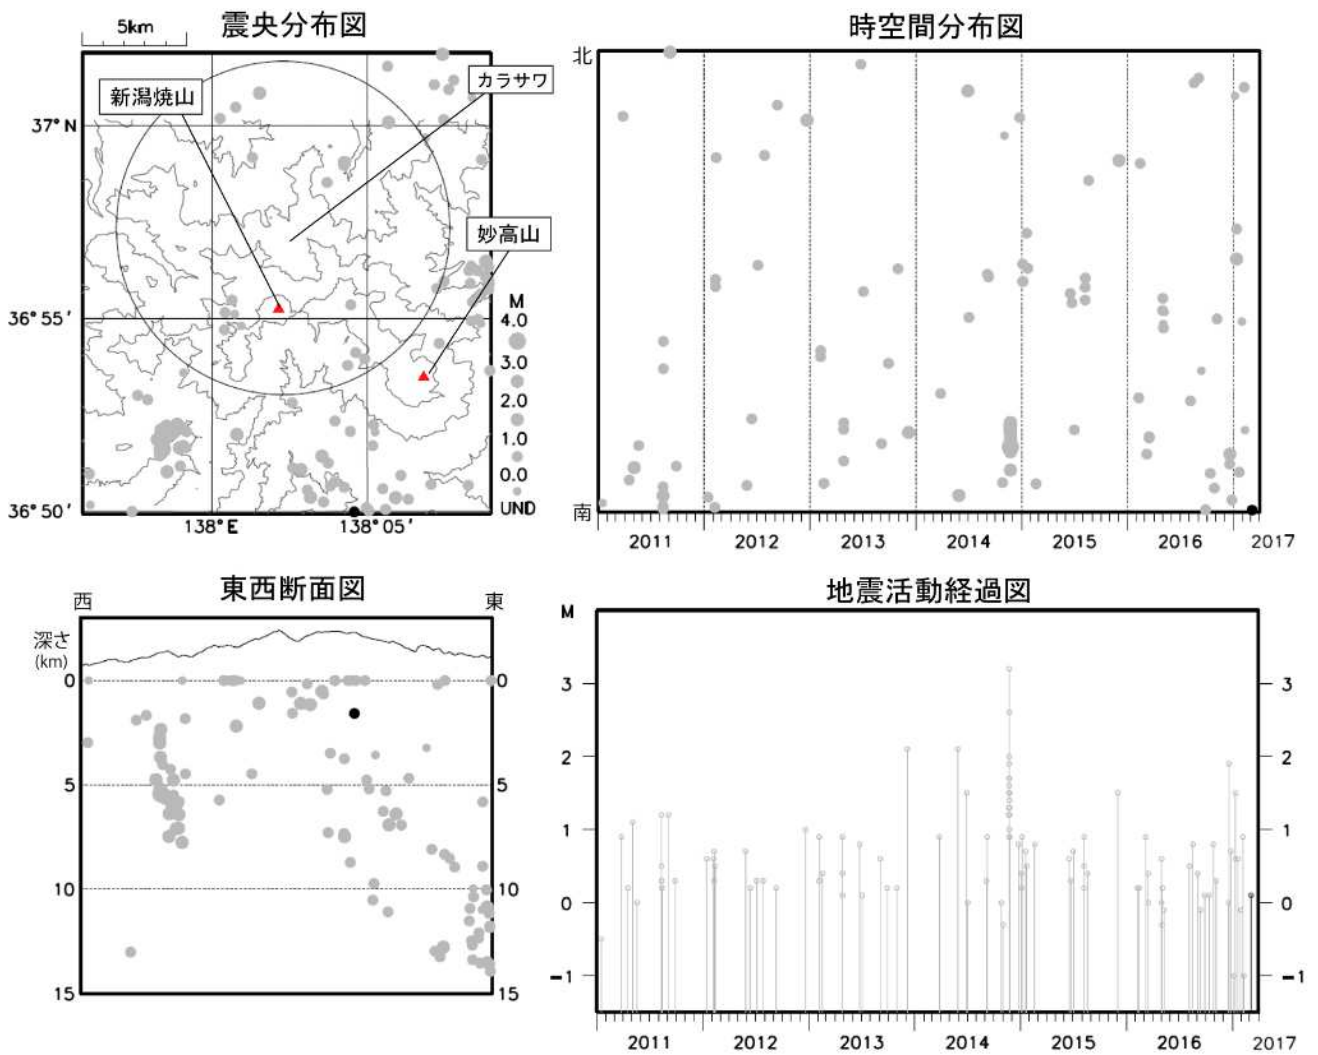 震央分布図
5km
新潟焼山
カラサワ
妙高山
37° N
36° 55 ′
36° 50 ′
138° E
138° 05′
M
4.0
3.0
2.0
1.0
0.0
UND
時空間分布図
北
南
2011 2012 2013 2014 2015 2016 2017
東西断面図
西 東
深さ
(km)
0 0
5 5
10 10
15 15
地震活動経過図
M
3 3
2 2
1 1
0 0
-1 -1
2011 2012 2013 2014 2015 2016 2017